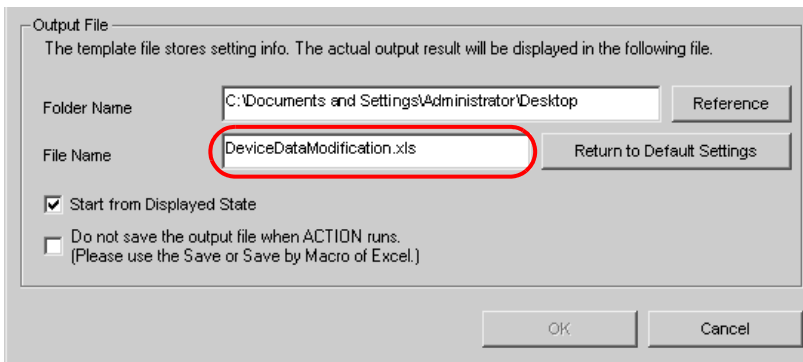 Output File
The template file stores setting info. The actual output result will be displayed in the following file.
Folder Name
C:\Documents and Settings\Administrator\Desktop
Reference
File Name
DeviceDataModification.xls
Return to Default Settings
Start from Displayed State
Do not save the output file when ACTION runs.
(Please use the Save or Save by Macro of Excel.)
OK
Cancel